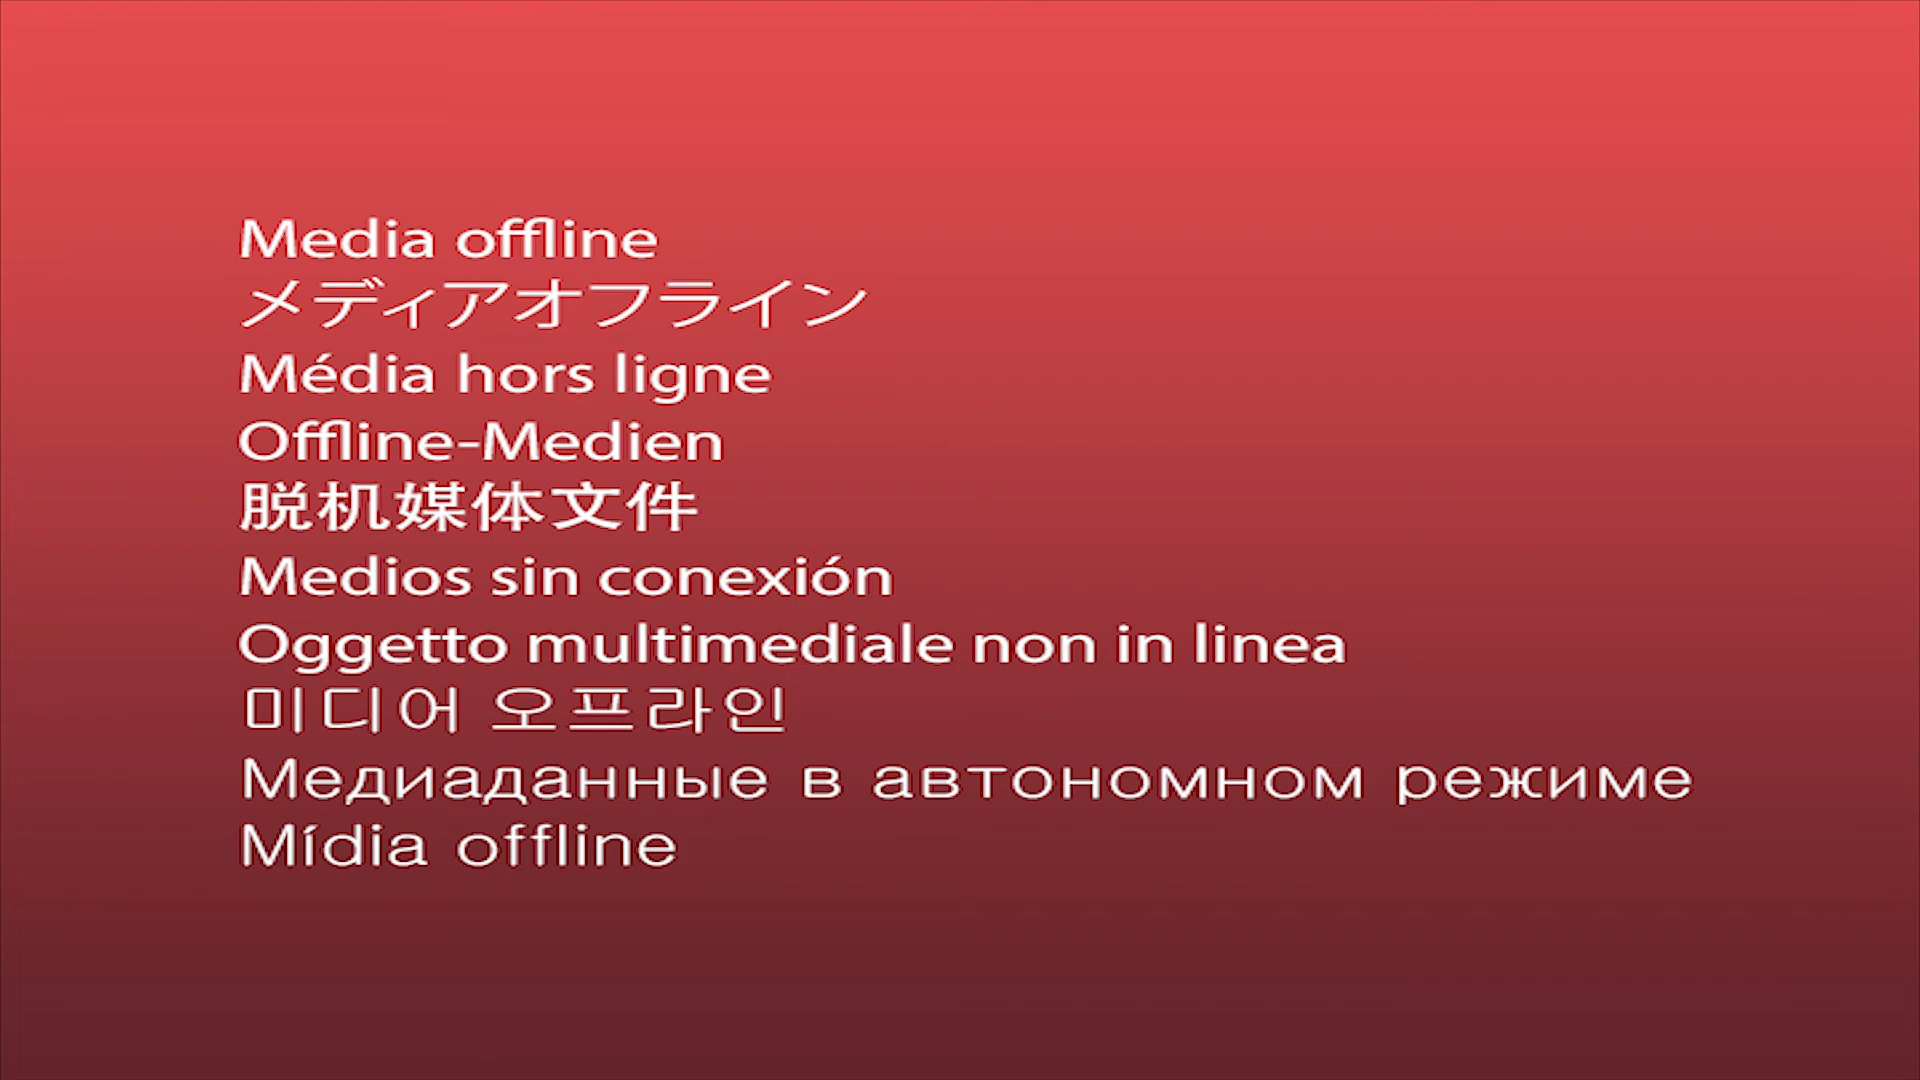 Media offline
メディアオフライン
Média hors ligne
Offline-Medien
脱机媒体文件
Medios sin conexión
Oggetto multimediale non in linea
미디어 오프라인
Медиаданные в автономном режиме
Mídia offline